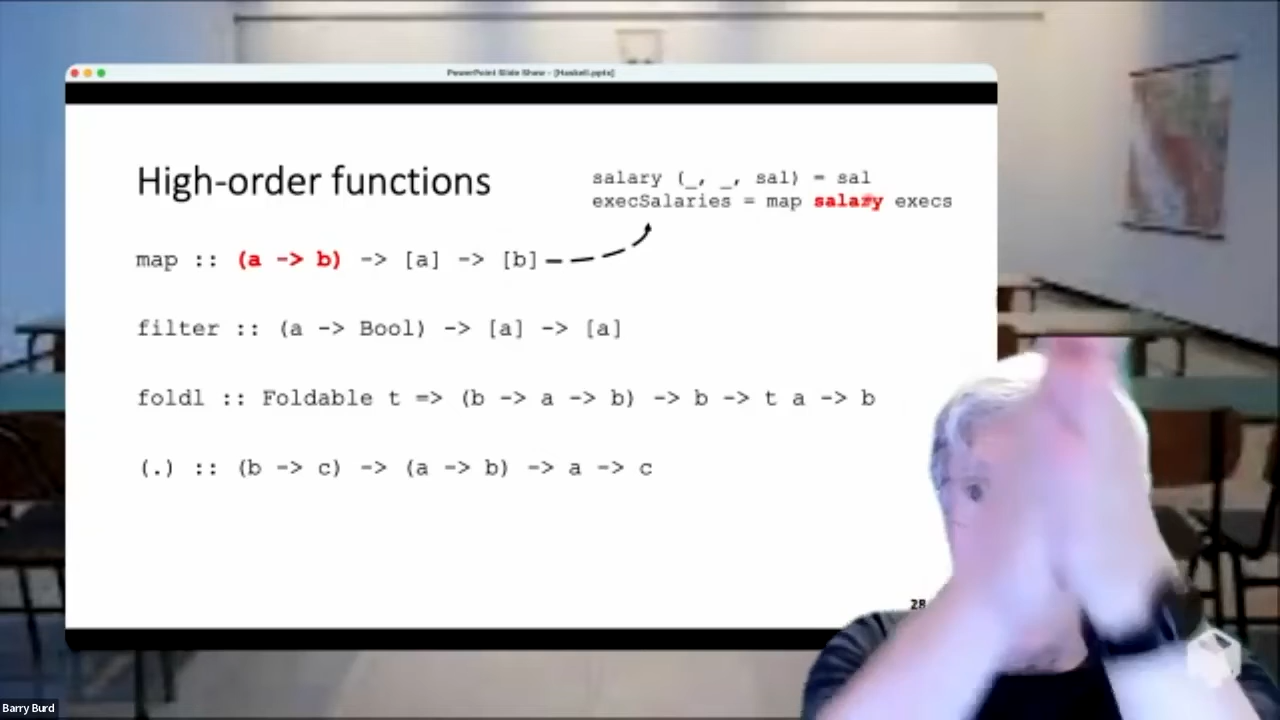 PowerPoint Slide Show - [Haskell.pptx]
High-order functions
salary (_, _, sal) = sal
execSalaries = map salary execs
map :: (a -> b) -> [a] -> [b]
filter :: (a -> Bool) -> [a] -> [a]
foldl :: Foldable t => (b -> a -> b) -> b -> t a -> b
(.) :: (b -> c) -> (a -> b) -> a -> c
28
Barry Burd